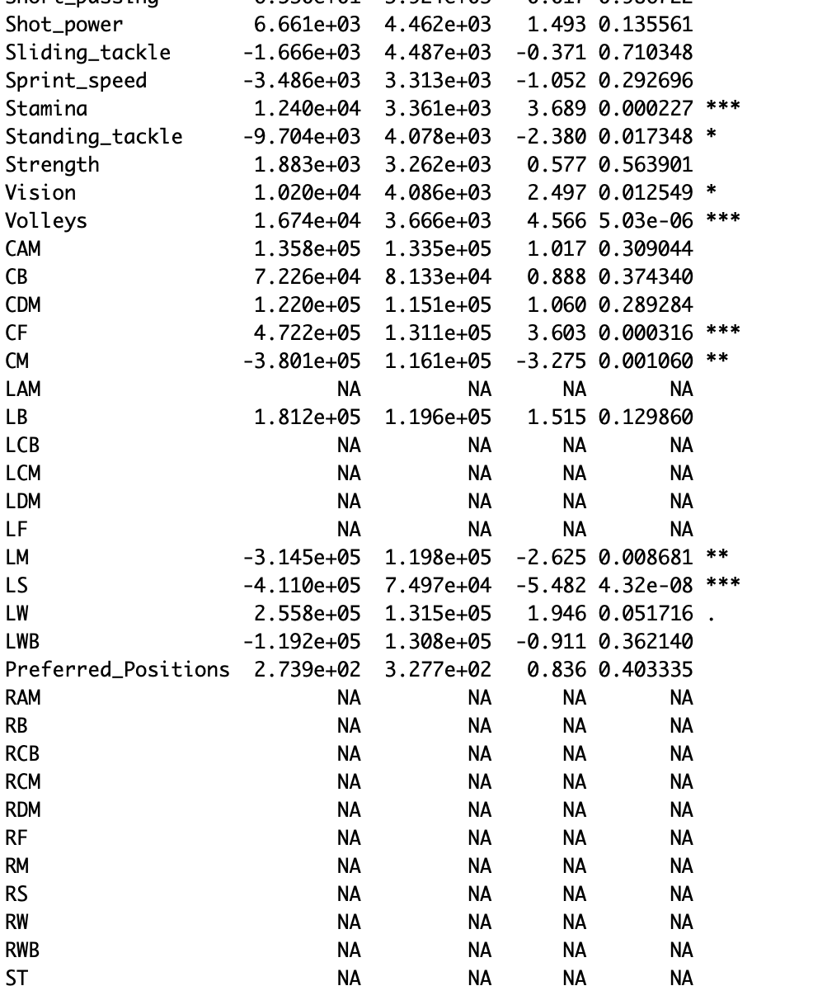 Shot_power 6.661e+03 4.462e+03 1.493 0.135561
Sliding_tackle -1.666e+03 4.487e+03 -0.371 0.710348
Sprint_speed -3.486e+03 3.313e+03 -1.052 0.292696
Stamina 1.240e+04 3.361e+03 3.689 0.000227 ***
Standing_tackle -9.704e+03 4.078e+03 -2.380 0.017348 *
Strength 1.883e+03 3.262e+03 0.577 0.563901
Vision 1.020e+04 4.086e+03 2.497 0.012549 *
Volleys 1.674e+04 3.666e+03 4.566 5.03e-06 ***
CAM 1.358e+05 1.335e+05 1.017 0.309044
CB 7.226e+04 8.133e+04 0.888 0.374340
CDM 1.220e+05 1.151e+05 1.060 0.289284
CF 4.722e+05 1.311e+05 3.603 0.000316 ***
CM -3.801e+05 1.161e+05 -3.275 0.001060 **
LAM NA NA NA NA
LB 1.812e+05 1.196e+05 1.515 0.129860
LCB NA NA NA NA
LCM NA NA NA NA
LDM NA NA NA NA
LF NA NA NA NA
LM -3.145e+05 1.198e+05 -2.625 0.008681 **
LS -4.110e+05 7.497e+04 -5.482 4.32e-08 ***
LW 2.558e+05 1.315e+05 1.946 0.051716 .
LWB -1.192e+05 1.308e+05 -0.911 0.362140
Preferred_Positions 2.739e+02 3.277e+02 0.836 0.403335
RAM NA NA NA NA
RB NA NA NA NA
RCB NA NA NA NA
RCM NA NA NA NA
RDM NA NA NA NA
RF NA NA NA NA
RM NA NA NA NA
RS NA NA NA NA
RW NA NA NA NA
RWB NA NA NA NA
ST NA NA NA NA